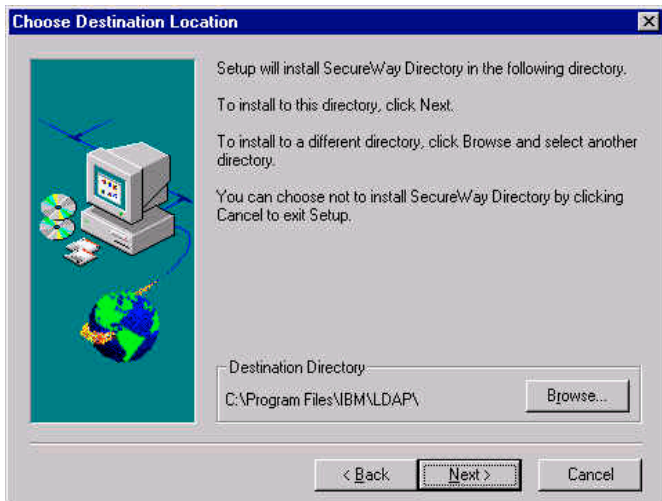 Choose Destination Location
Setup will install SecureWay Directory in the following directory.
To install to this directory, click Next.
To install to a different directory, click Browse and select another
directory.
You can choose not to install SecureWay Directory by clicking
Cancel to exit Setup.
Destination Directory
C:\Program Files\IBM\LDAP\
Browse...
< Back
Next >
Cancel